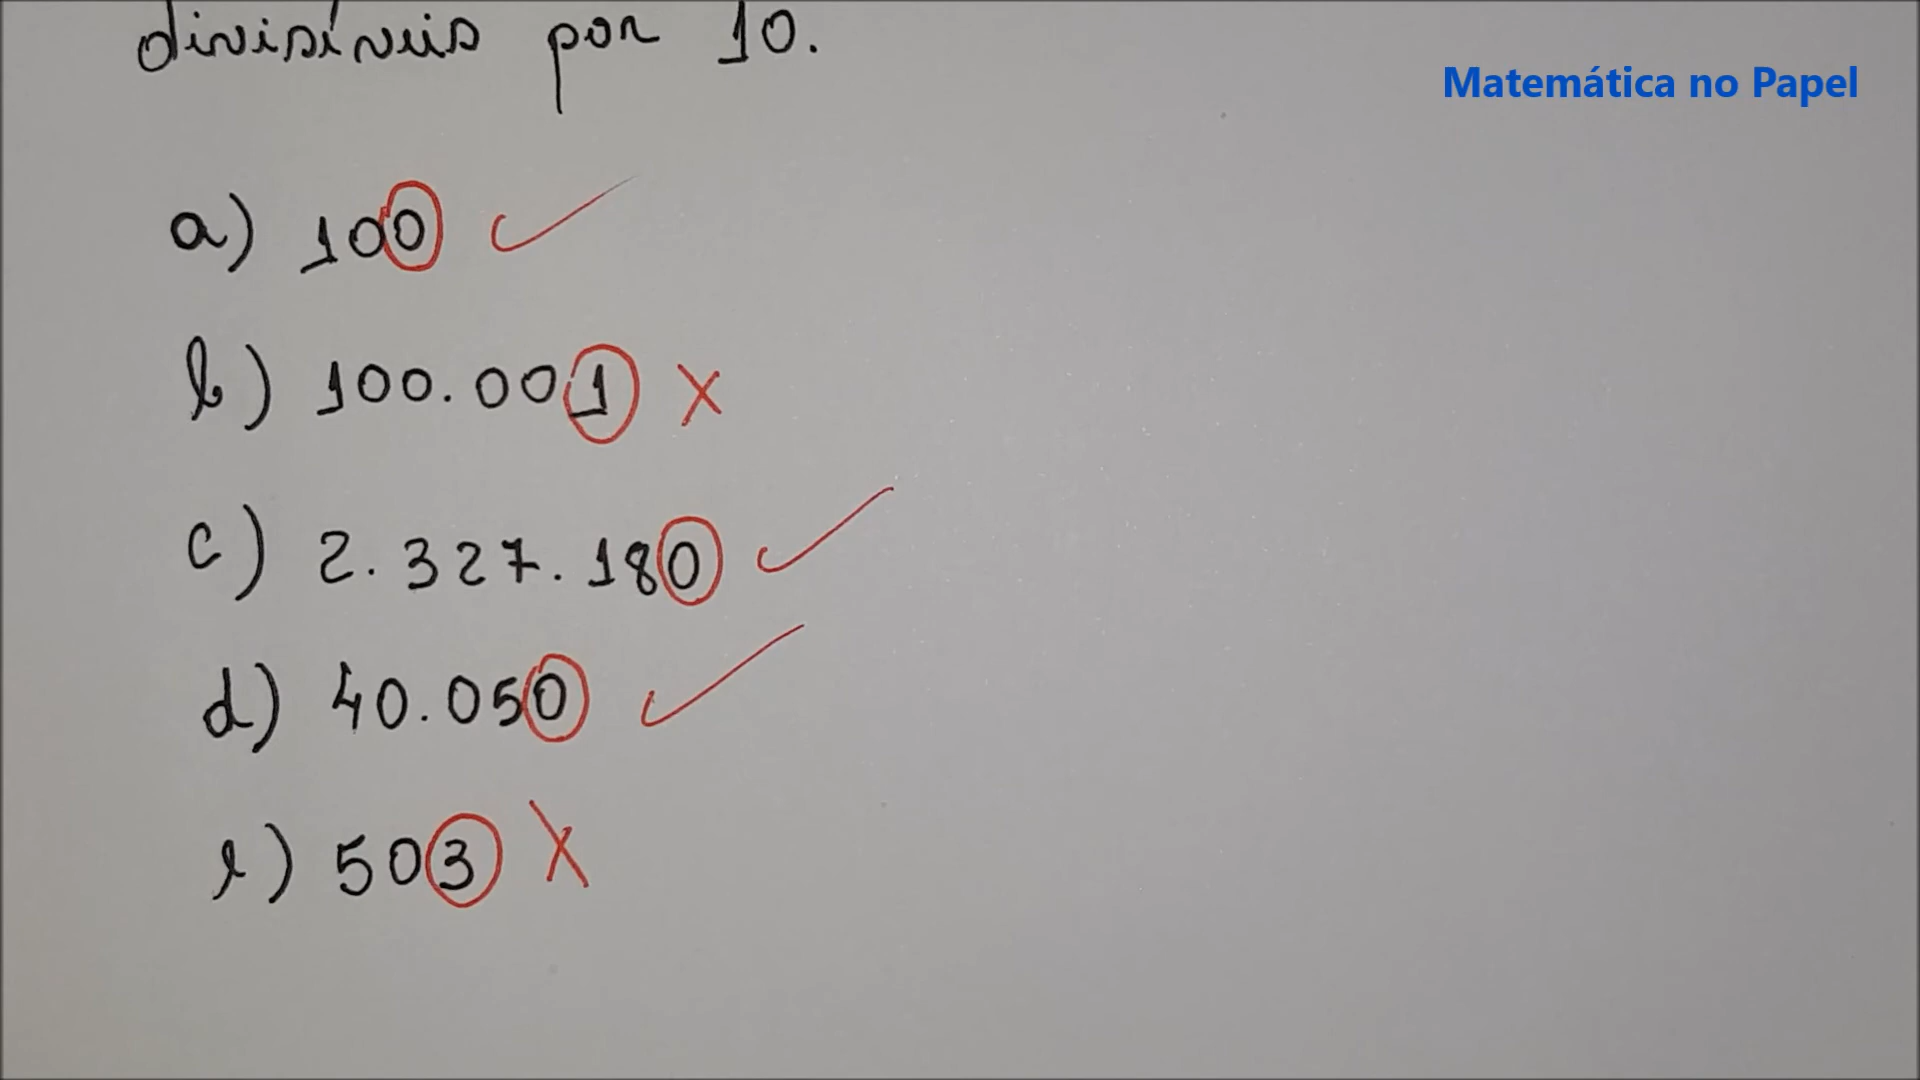 divisíveis por 10.
Matemática no Papel
a) 100 ✓
b) 100.001 X
c) 2.327.180 ✓
d) 40.050 ✓
e) 503 X